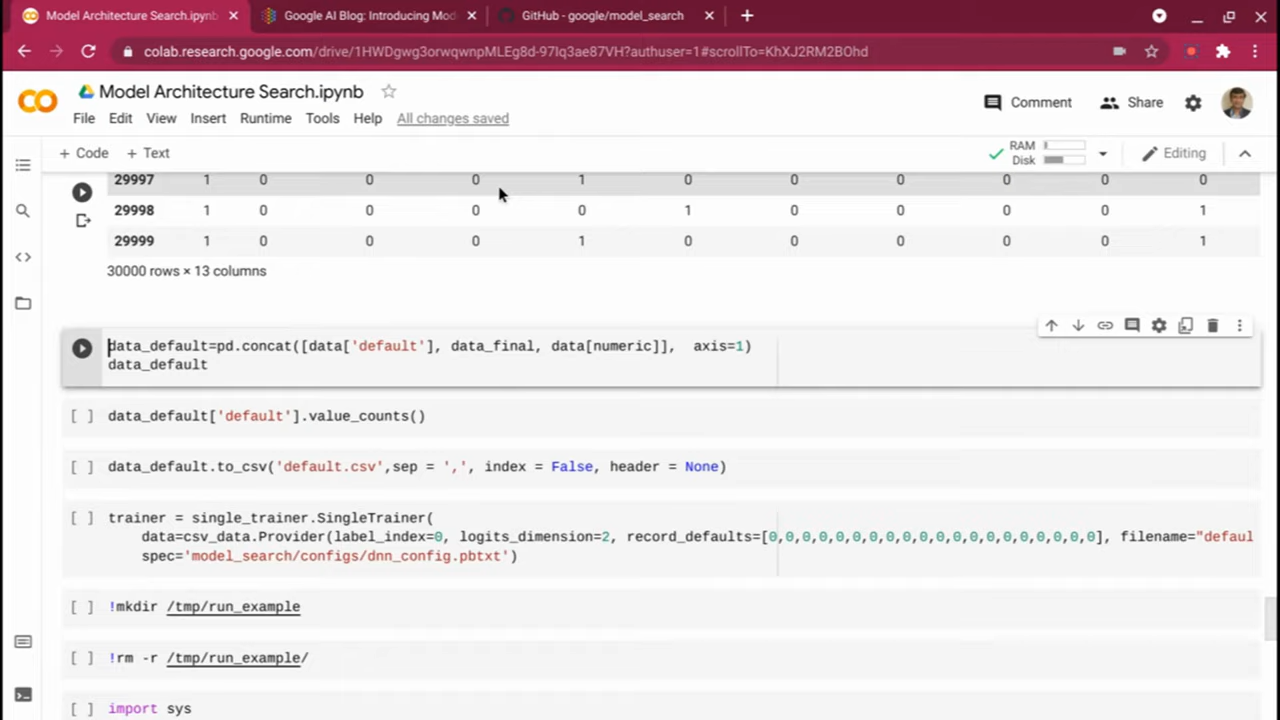 Model Architecture Search.ipynb
Google AI Blog: Introducing Mod
GitHub - google/model_search
colab.research.google.com/drive/1HWDgwg3orwqwnpMLEg8d-97Iq3ae87VH?authuser=1#scrollTo=KhXJ2RM2BOhd
Model Architecture Search.ipynb
Comment
Share
File Edit View Insert Runtime Tools Help All changes saved
+ Code + Text
RAM
Disk
Editing
29997 1 0 0 0 1 0 0 0 0 0
29998 1 0 0 0 0 1 0 0 0 0 1
29999 1 0 0 0 1 0 0 0 0 0 1
30000 rows × 13 columns
data_default=pd.concat([data['default'], data_final, data[numeric]], axis=1)
data_default
[ ] data_default['default'].value_counts()
[ ] data_default.to_csv('default.csv',sep = ',', index = False, header = None)
[ ] trainer = single_trainer.SingleTrainer(
data=csv_data.Provider(label_index=0, logits_dimension=2, record_defaults=[0,0,0,0,0,0,0,0,0,0,0,0,0,0,0,0,0,0,0,0], filename="defaul
spec='model_search/configs/dnn_config.pbtxt')
[ ] !mkdir /tmp/run_example
[ ] !rm -r /tmp/run_example/
[ ] import sys